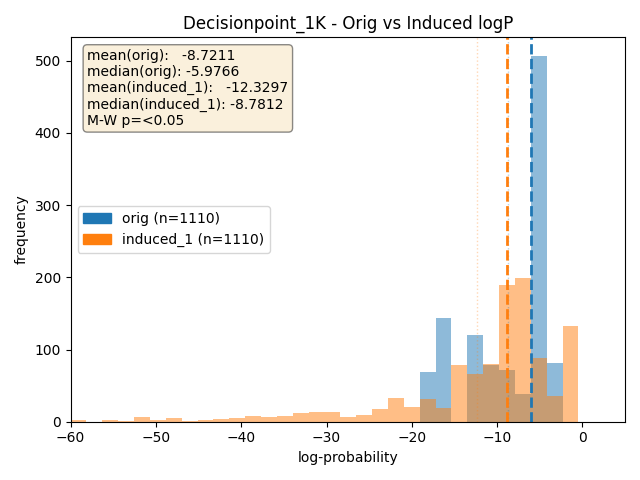 Decisionpoint_1K - Orig vs Induced logP
mean(orig):   -8.7211
median(orig): -5.9766
mean(induced_1):   -12.3297
median(induced_1): -8.7812
M-W p=<0.05
orig (n=1110)
induced_1 (n=1110)
frequency
500
400
300
200
100
0
−60
−50
−40
−30
−20
−10
0
log-probability